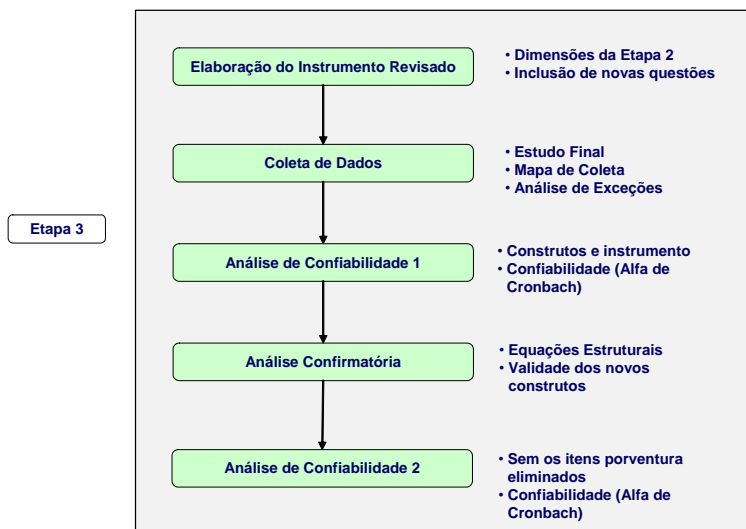 Elaboração do Instrumento Revisado
• Dimensões da Etapa 2
• Inclusão de novas questões
Coleta de Dados
• Estudo Final
• Mapa de Coleta
• Análise de Exceções
Etapa 3
Análise de Confiabilidade 1
• Construtos e instrumento
• Confiabilidade (Alfa de
Cronbach)
Análise Confirmatória
• Equações Estruturais
• Validade dos novos
construtos
Análise de Confiabilidade 2
• Sem os itens porventura
eliminados
• Confiabilidade (Alfa de
Cronbach)